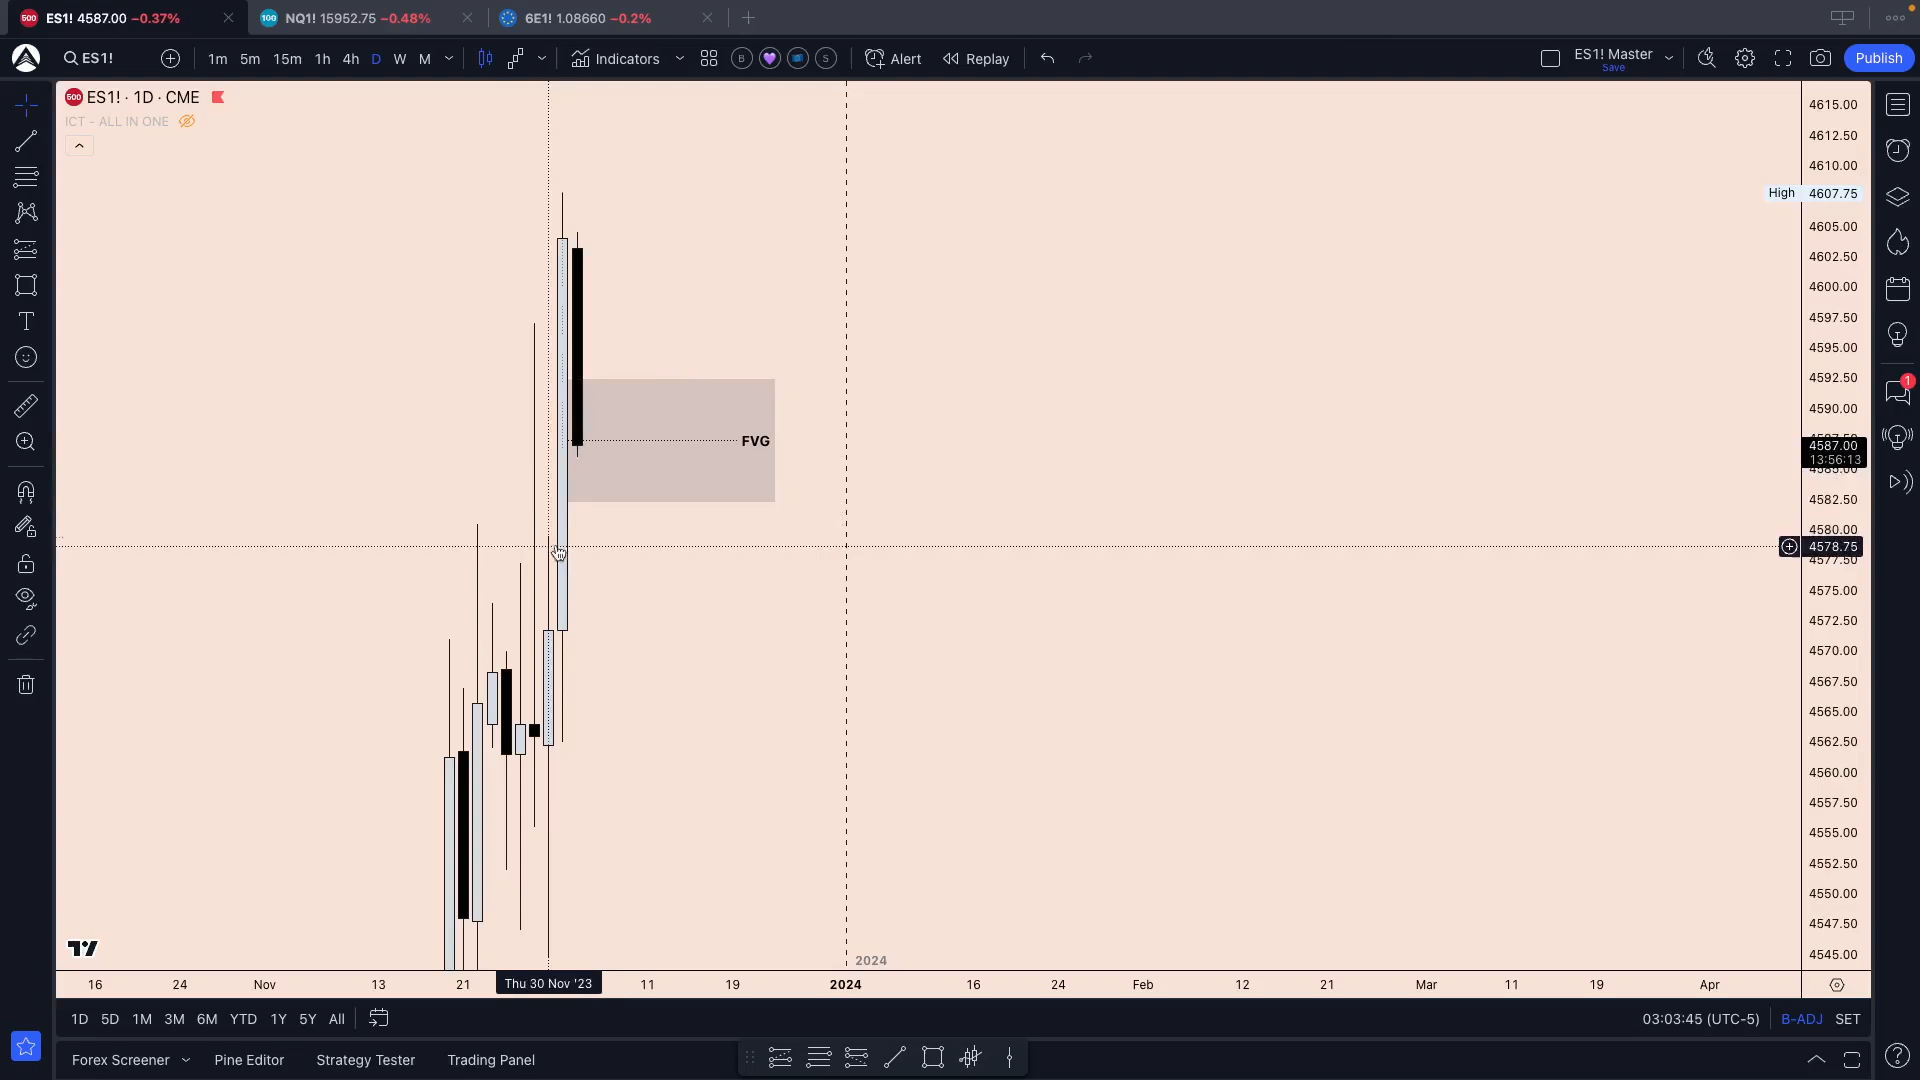 500 ES1! 4587.00 −0.37%
100 NQ1! 15952.75 −0.48%
6E1! 1.08660 −0.2%
ES1! 1m 5m 15m 1h 4h D W M Indicators B S Alert Replay ES1! Master Save Publish
500 ES1! · 1D · CME
ICT - ALL IN ONE
4615.00
4612.50
4610.00
High 4607.75
4605.00
4602.50
4600.00
4597.50
4595.00
4592.50
4590.00
FVG
4587.00
13:56:13
4582.50
4580.00
4578.75
4577.50
4575.00
4572.50
4570.00
4567.50
4565.00
4562.50
4560.00
4557.50
4555.00
4552.50
4550.00
4547.50
4545.00
1
2024
16 24 Nov 13 21 Thu 30 Nov '23 11 19 2024 16 24 Feb 12 21 Mar 11 19 Apr
1D 5D 1M 3M 6M YTD 1Y 5Y All 03:03:45 (UTC-5) B-ADJ SET
Forex Screener Pine Editor Strategy Tester Trading Panel